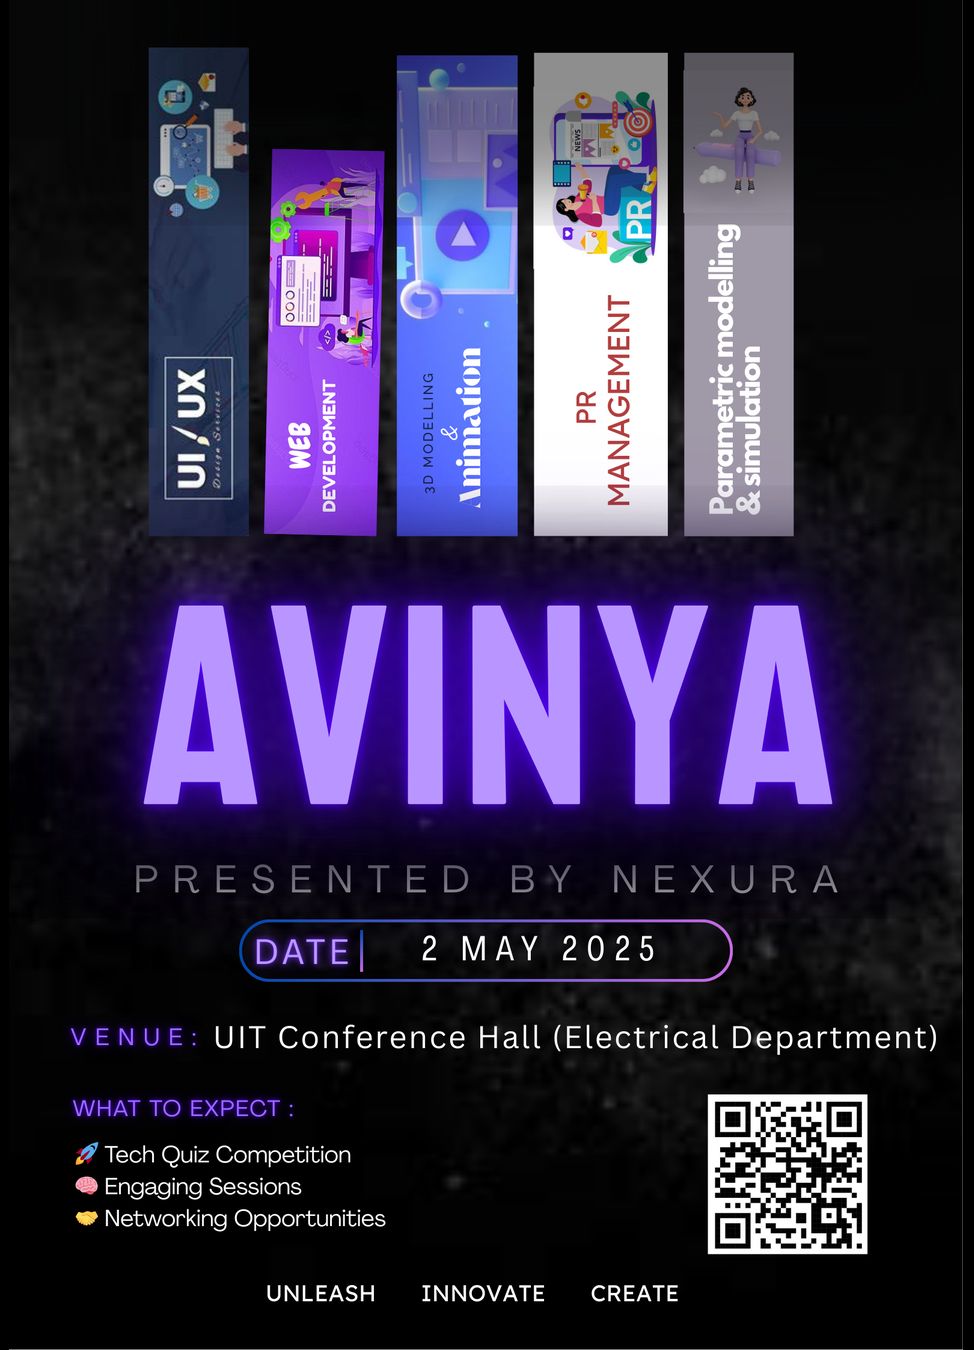 UI UX
Design Services
WEB
DEVELOPMENT
3D MODELLING
&
Animation
NEWS
PR
PR
MANAGEMENT
Parametric modelling
& simulation
AVINYA
PRESENTED BY NEXURA
DATE 2 MAY 2025
VENUE: UIT Conference Hall (Electrical Department)
WHAT TO EXPECT :
🚀 Tech Quiz Competition
🧠 Engaging Sessions
🤝 Networking Opportunities
UNLEASH INNOVATE CREATE